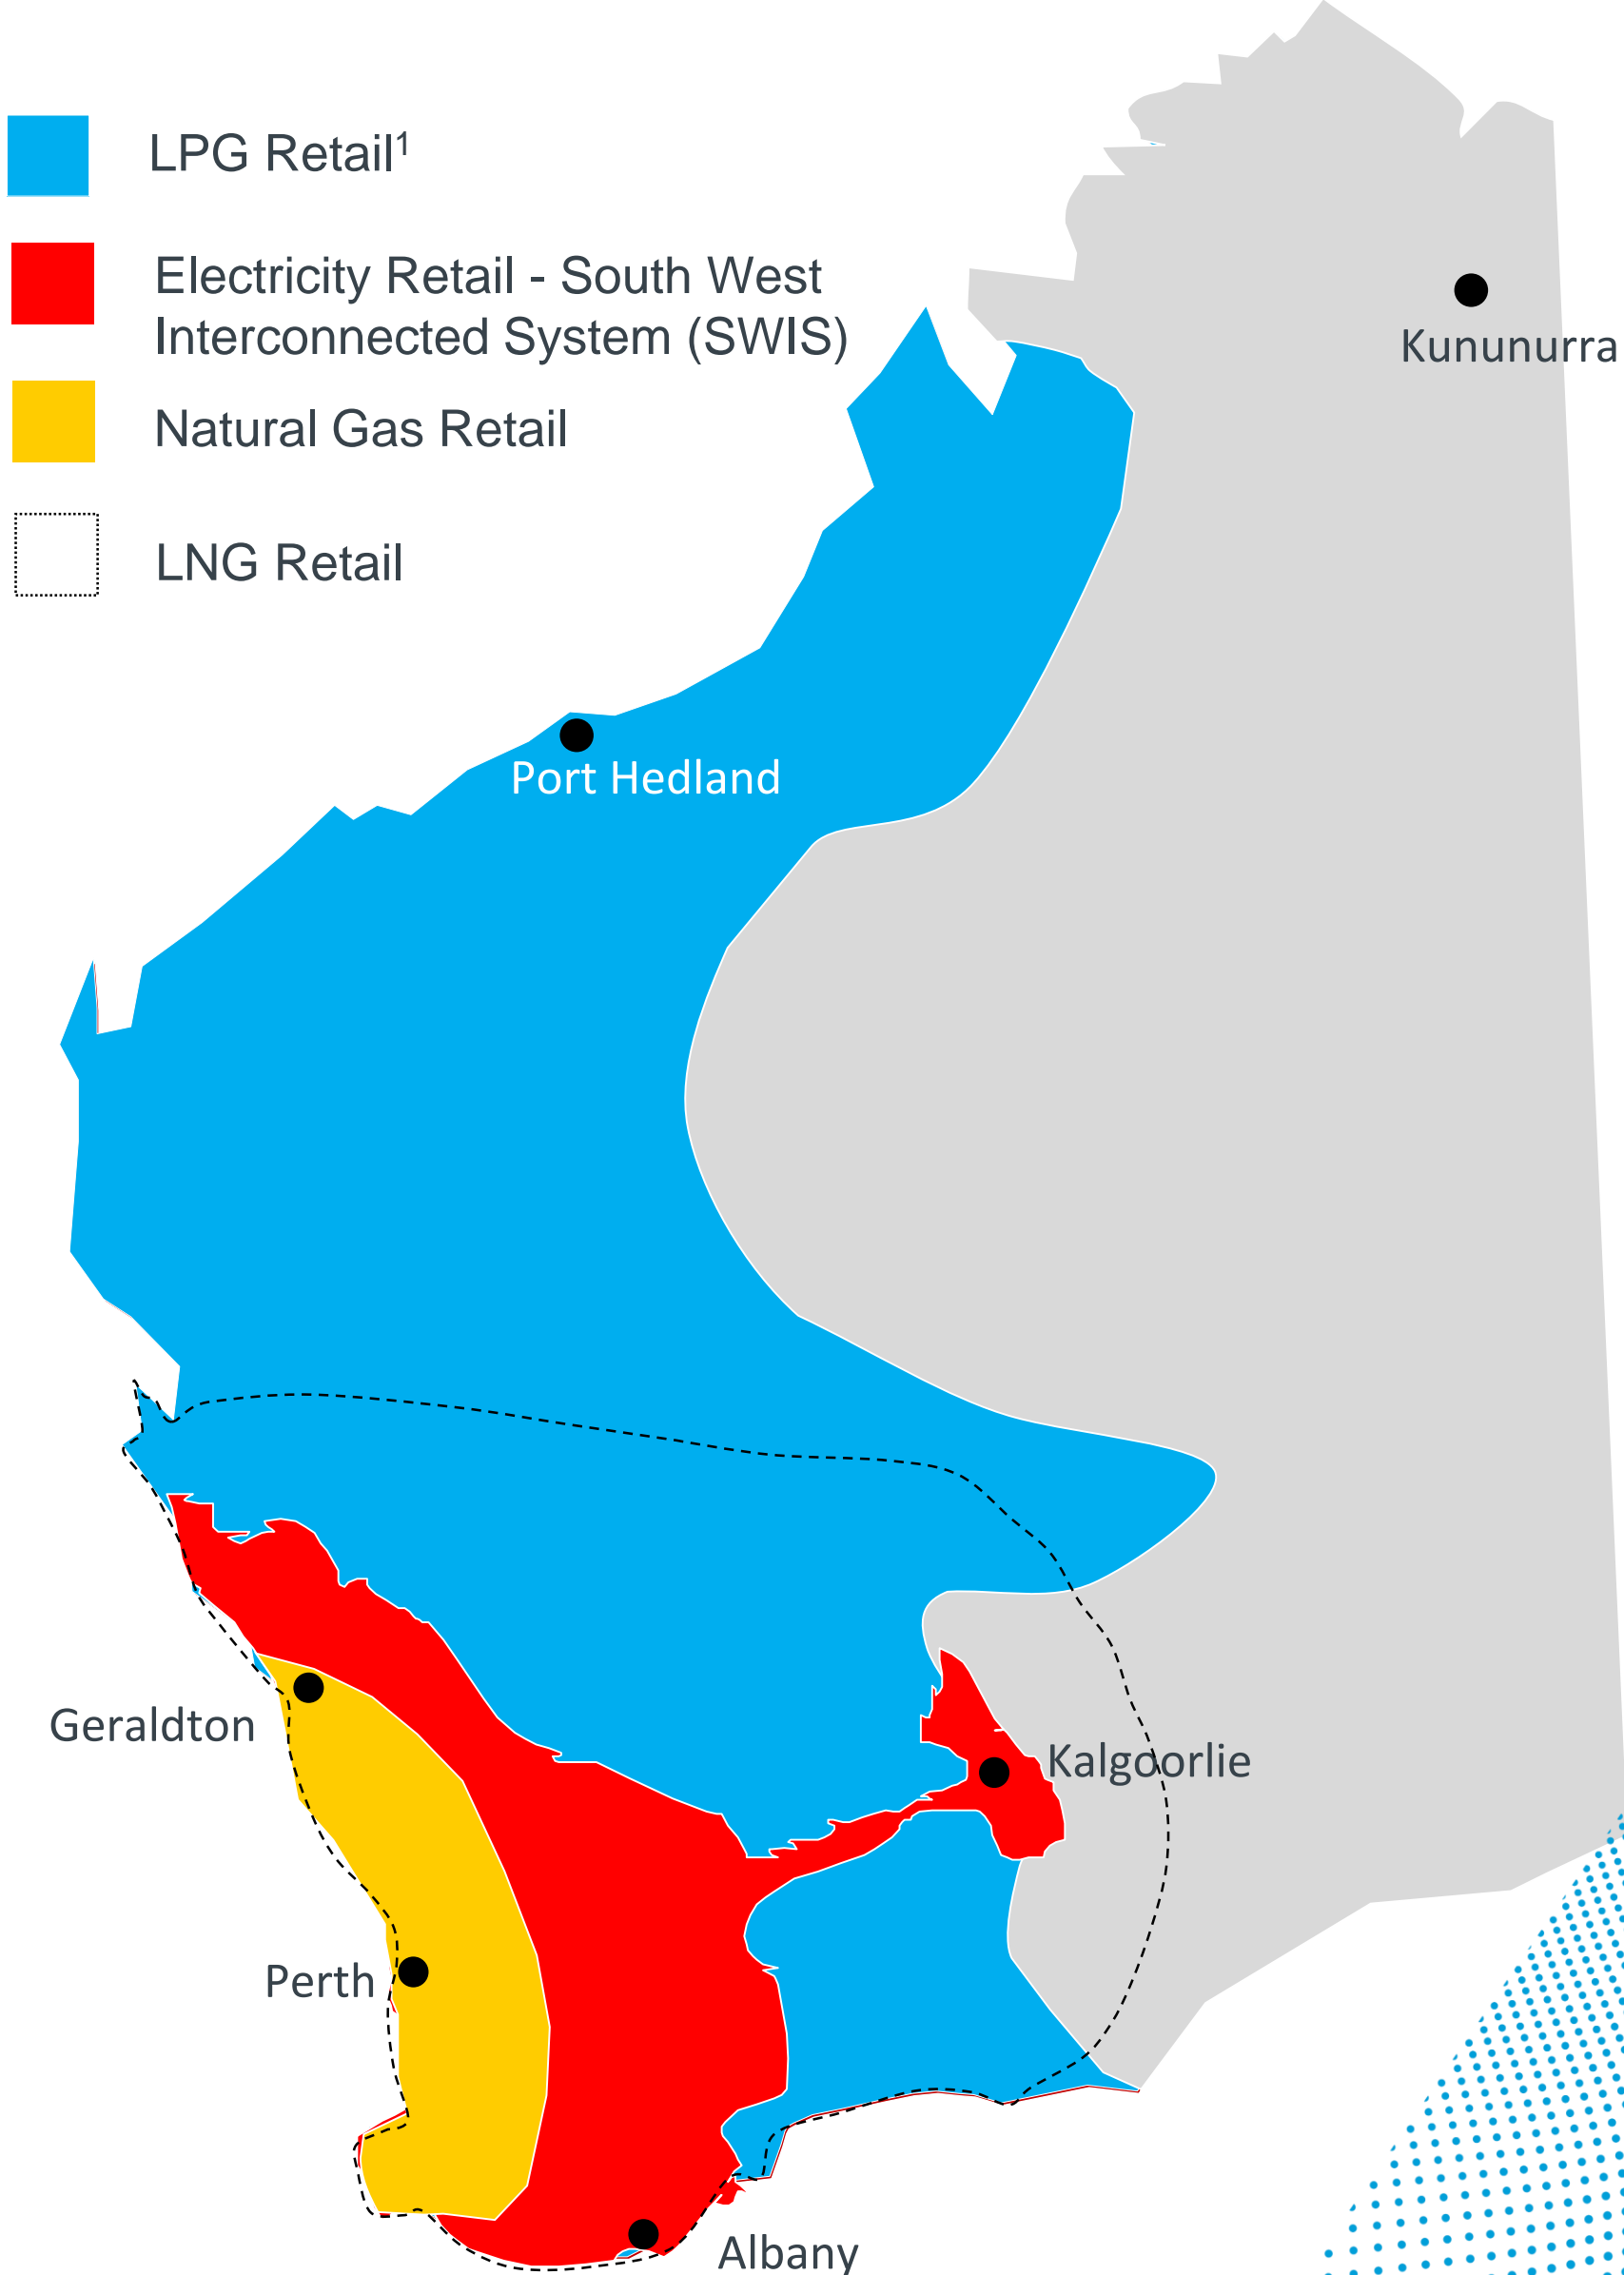 LPG Retail¹
Electricity Retail - South West
Interconnected System (SWIS)
Kununurra
Natural Gas Retail
LNG Retail
Port Hedland
Geraldton
Kalgoorlie
Perth
Albany